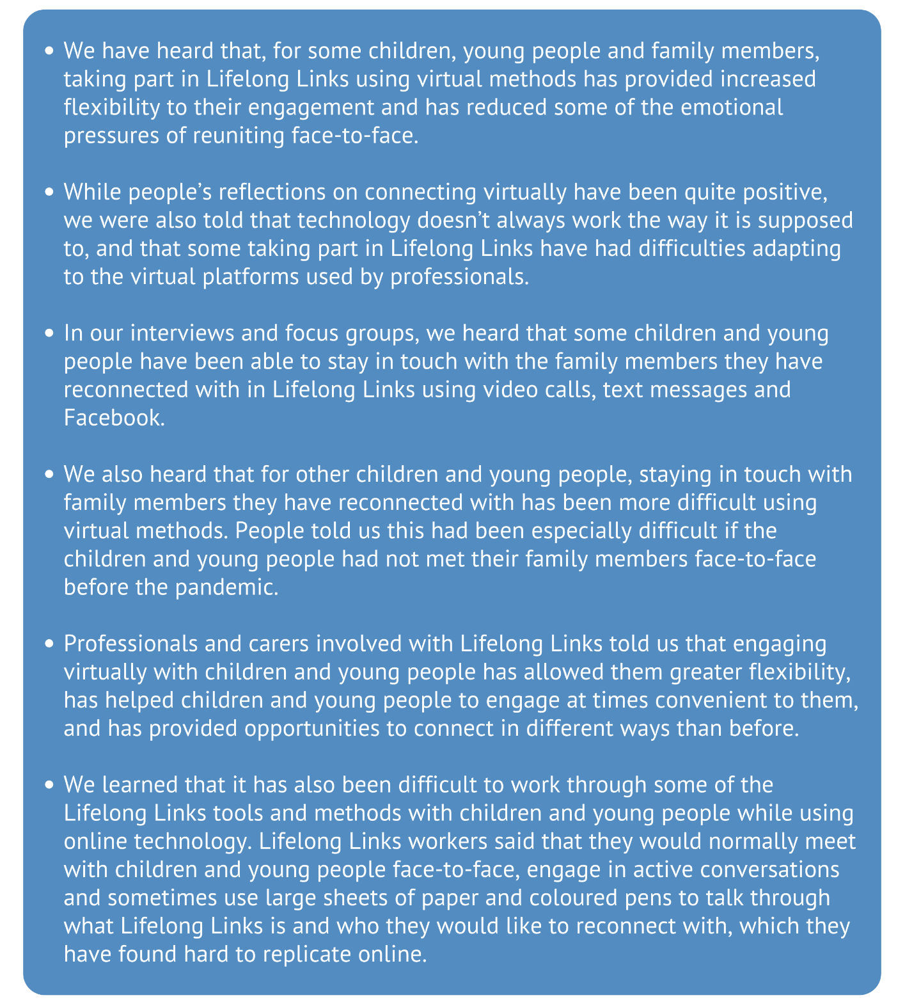 • We have heard that, for some children, young people and family members,
taking part in Lifelong Links using virtual methods has provided increased
flexibility to their engagement and has reduced some of the emotional
pressures of reuniting face-to-face.
• While people’s reflections on connecting virtually have been quite positive,
we were also told that technology doesn’t always work the way it is supposed
to, and that some taking part in Lifelong Links have had difficulties adapting
to the virtual platforms used by professionals.
• In our interviews and focus groups, we heard that some children and young
people have been able to stay in touch with the family members they have
reconnected with in Lifelong Links using video calls, text messages and
Facebook.
• We also heard that for other children and young people, staying in touch with
family members they have reconnected with has been more difficult using
virtual methods. People told us this had been especially difficult if the
children and young people had not met their family members face-to-face
before the pandemic.
• Professionals and carers involved with Lifelong Links told us that engaging
virtually with children and young people has allowed them greater flexibility,
has helped children and young people to engage at times convenient to them,
and has provided opportunities to connect in different ways than before.
• We learned that it has also been difficult to work through some of the
Lifelong Links tools and methods with children and young people while using
online technology. Lifelong Links workers said that they would normally meet
with children and young people face-to-face, engage in active conversations
and sometimes use large sheets of paper and coloured pens to talk through
what Lifelong Links is and who they would like to reconnect with, which they
have found hard to replicate online.